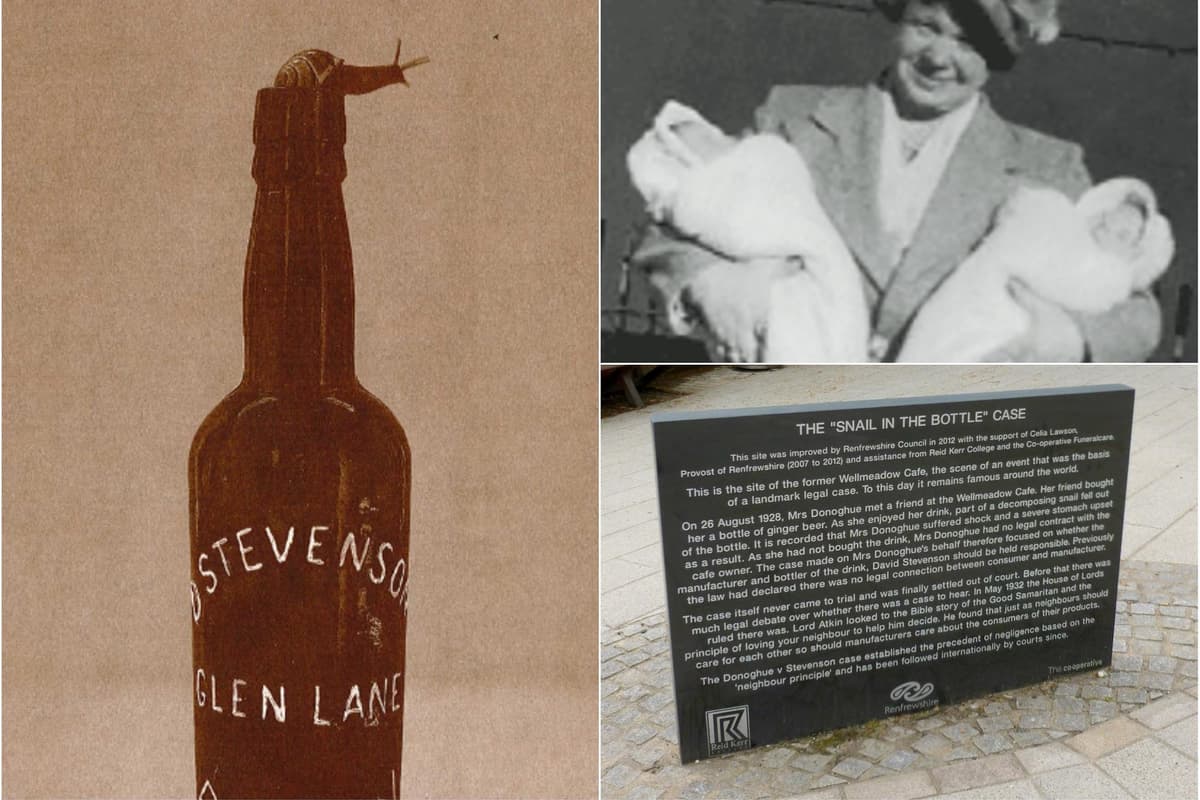 D STEVENSON
GLEN LANE
THE "SNAIL IN THE BOTTLE" CASE
This site was improved by Renfrewshire Council in 2012 with the support of Celia Lawson,
Provost of Renfrewshire (2007 to 2012) and assistance from Reid Kerr College and the Co-operative Funeralcare.
This is the site of the former Wellmeadow Cafe, the scene of an event that was the basis
of a landmark legal case. To this day it remains famous around the world.
On 26 August 1928, Mrs Donoghue met a friend at the Wellmeadow Cafe. Her friend bought
her a bottle of ginger beer. As she enjoyed her drink, part of a decomposing snail fell out
of the bottle. It is recorded that Mrs Donoghue suffered shock and a severe stomach upset
as a result. As she had not bought the drink, Mrs Donoghue had no legal contract with the
cafe owner. The case made on Mrs Donoghue's behalf therefore focused on whether the
manufacturer and bottler of the drink, David Stevenson should be held responsible. Previously
the law had declared there was no legal connection between consumer and manufacturer.
The case itself never came to trial and was finally settled out of court. Before that there was
much legal debate over whether there was a case to hear. In May 1932 the House of Lords
ruled there was. Lord Atkin looked to the Bible story of the Good Samaritan and the
principle of loving your neighbour to help him decide. He found that just as neighbours should
care for each other so should manufacturers care about the consumers of their products.
The Donoghue v Stevenson case established the precedent of negligence based on the
'neighbour principle' and has been followed internationally by courts since.
The co-operative
Renfrewshire
Reid Kerr